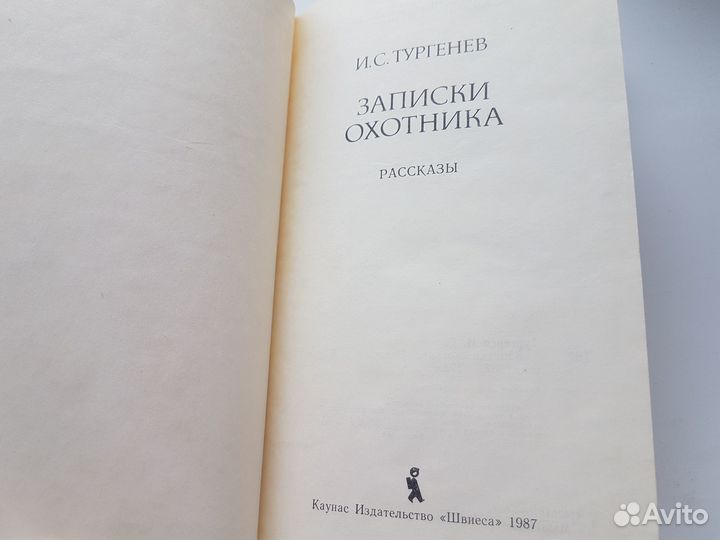 И.С. ТУРГЕНЕВ
ЗАПИСКИ
ОХОТНИКА
РАССКАЗЫ
Каунас Издательство «Швиеса» 1987
Avito